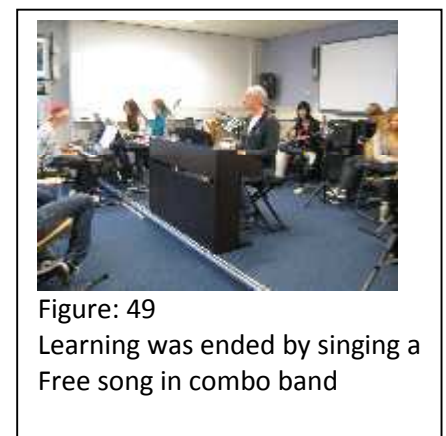 Figure: 49
Learning was ended by singing a
Free song in combo band